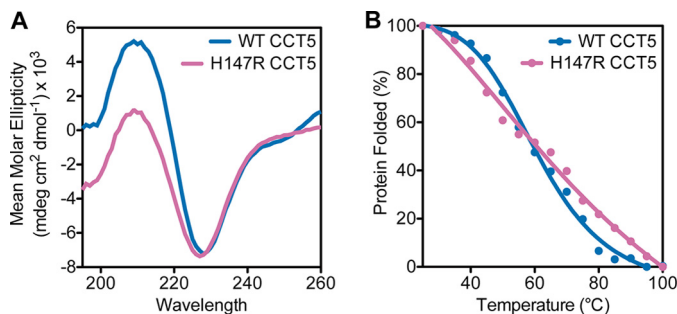 A
WT CCT5
H147R CCT5
Mean Molar Ellipticity
(mdeg cm² dmol⁻¹) x 10³
6
4
2
0
-2
-4
-6
-8
200
220
240
260
Wavelength
B
WT CCT5
H147R CCT5
Protein Folded (%)
100
80
60
40
20
0
40
60
80
100
Temperature (°C)